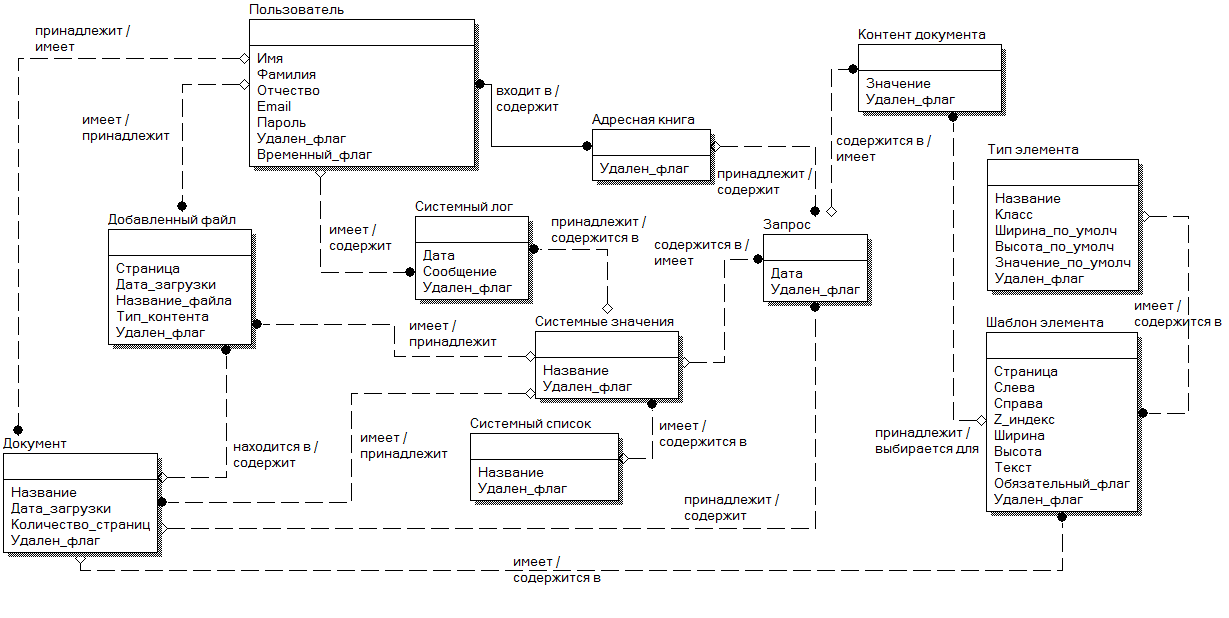 Пользователь
Имя
Фамилия
Отчество
Email
Пароль
Удален_флаг
Временный_флаг
принадлежит /
имеет
имеет /
принадлежит
входит в /
содержит
Адресная книга
Удален_флаг
принадлежит /
содержит
Контент документа
Значение
Удален_флаг
содержится в /
имеет
Тип элемента
Название
Класс
Ширина_по_умолч
Высота_по_умолч
Значение_по_умолч
Удален_флаг
имеет /
содержится в
Добавленный файл
Страница
Дата_загрузки
Название_файла
Тип_контента
Удален_флаг
имеет /
содержит
Системный лог
Дата
Сообщение
Удален_флаг
принадлежит /
содержится в
содержится в /
имеет
Запрос
Дата
Удален_флаг
имеет /
принадлежит
Системные значения
Название
Удален_флаг
Шаблон элемента
Страница
Слева
Справа
Z_индекс
Ширина
Высота
Текст
Обязательный_флаг
Удален_флаг
принадлежит /
выбирается для
Документ
Название
Дата_загрузки
Количество_страниц
Удален_флаг
находится в /
содержит
имеет /
принадлежит
Системный список
Название
Удален_флаг
имеет /
содержится в
принадлежит /
содержит
имеет /
содержится в